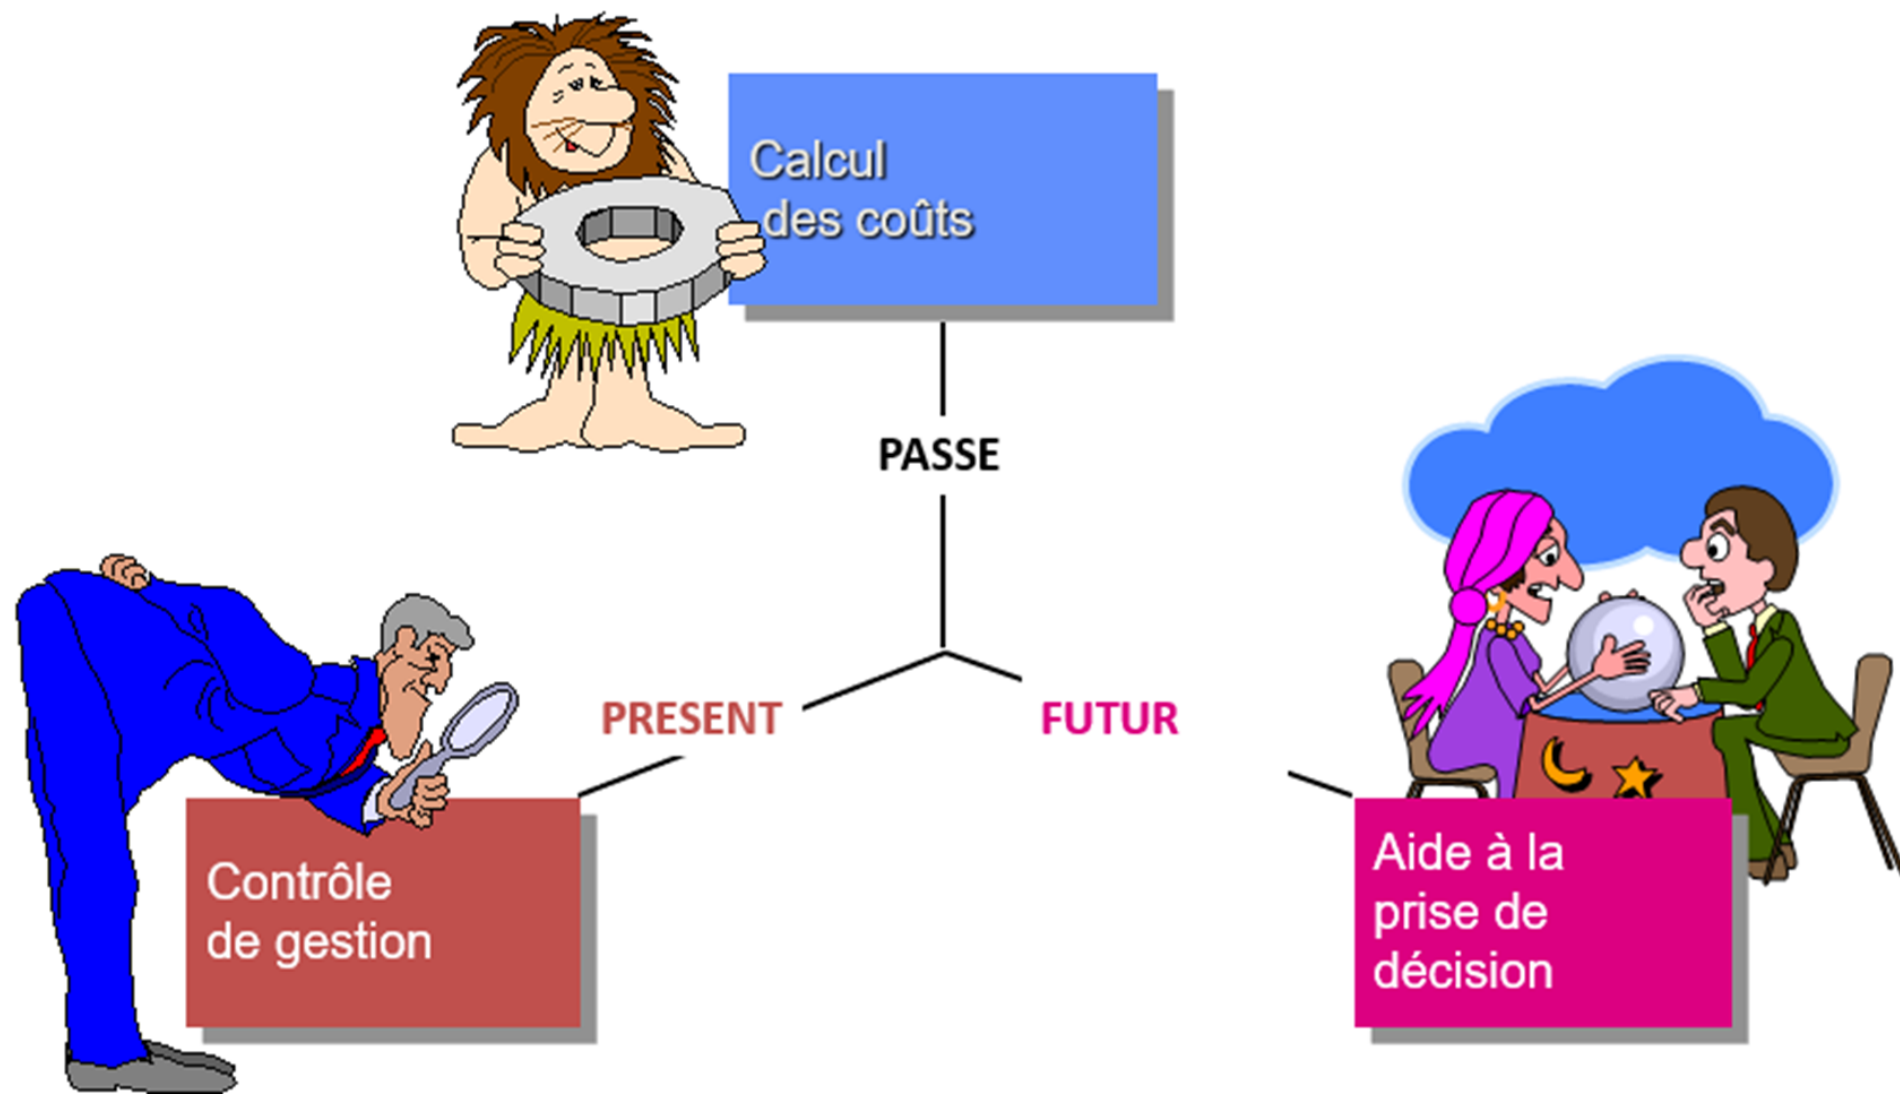 Calcul
des coûts
PASSE
PRESENT
FUTUR
Contrôle
de gestion
Aide à la
prise de
décision